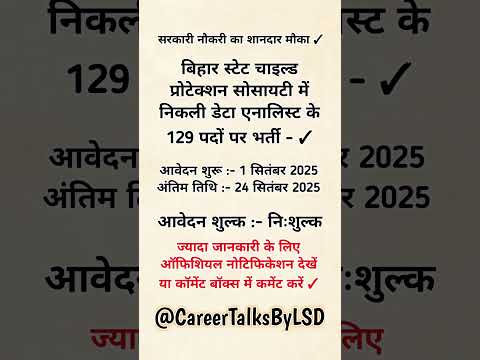 सरकारी नौकरी का शानदार मौका ✓
बिहार स्टेट चाइल्ड
प्रोटेक्शन सोसायटी में
निकली डेटा एनालिस्ट के
129 पदों पर भर्ती - ✓
आवेदन शुरू :- 1 सितंबर 2025
अंतिम तिथि :- 24 सितंबर 2025
आवेदन शुल्क :- निःशुल्क
ज्यादा जानकारी के लिए
ऑफिशियल नोटिफिकेशन देखें
या कॉमेंट बॉक्स में कमेंट करें ✓
@CareerTalksByLSD